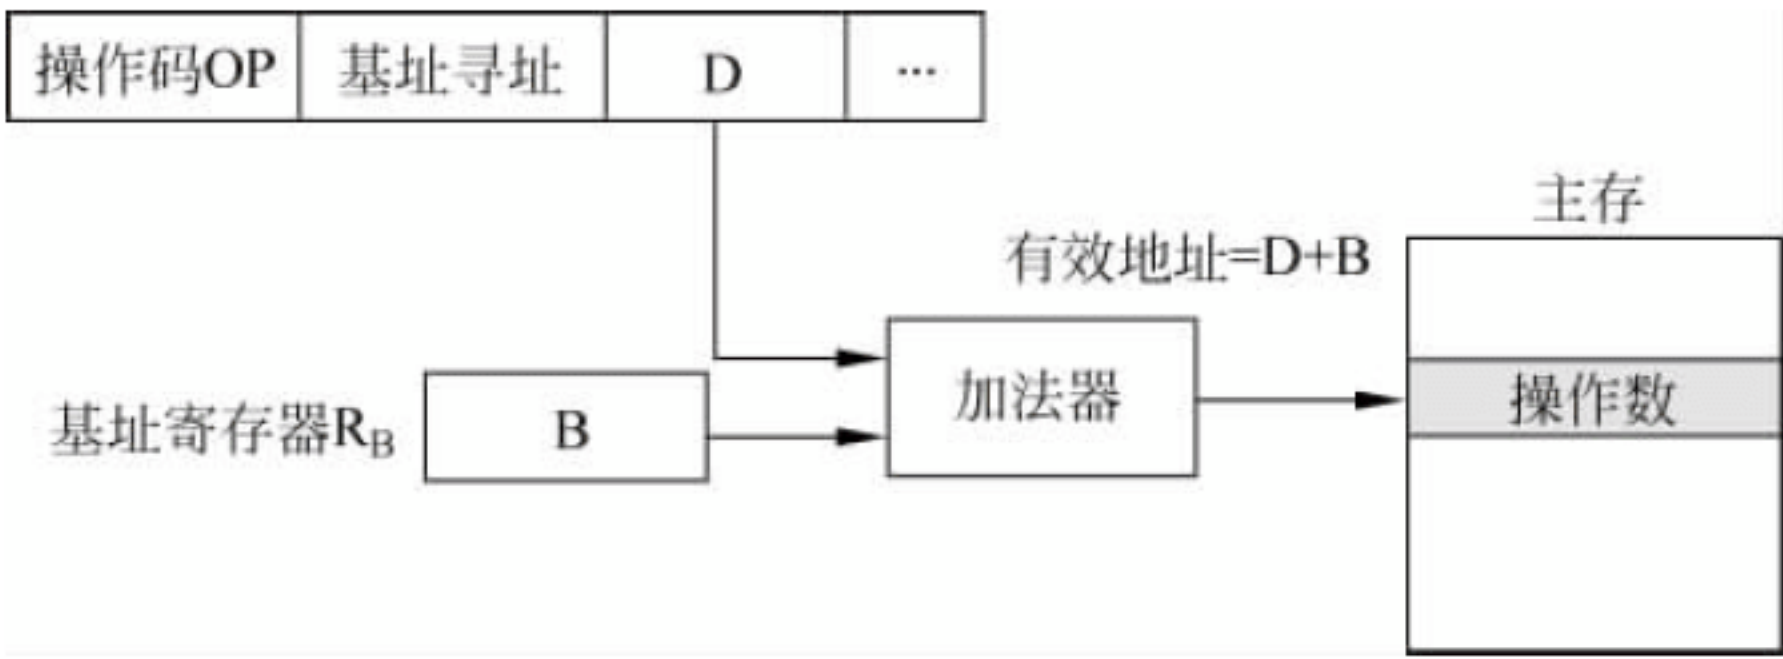 操作码OP 基址寻址 D ...
主存
有效地址=D+B
加法器
操作数
基址寄存器RB B